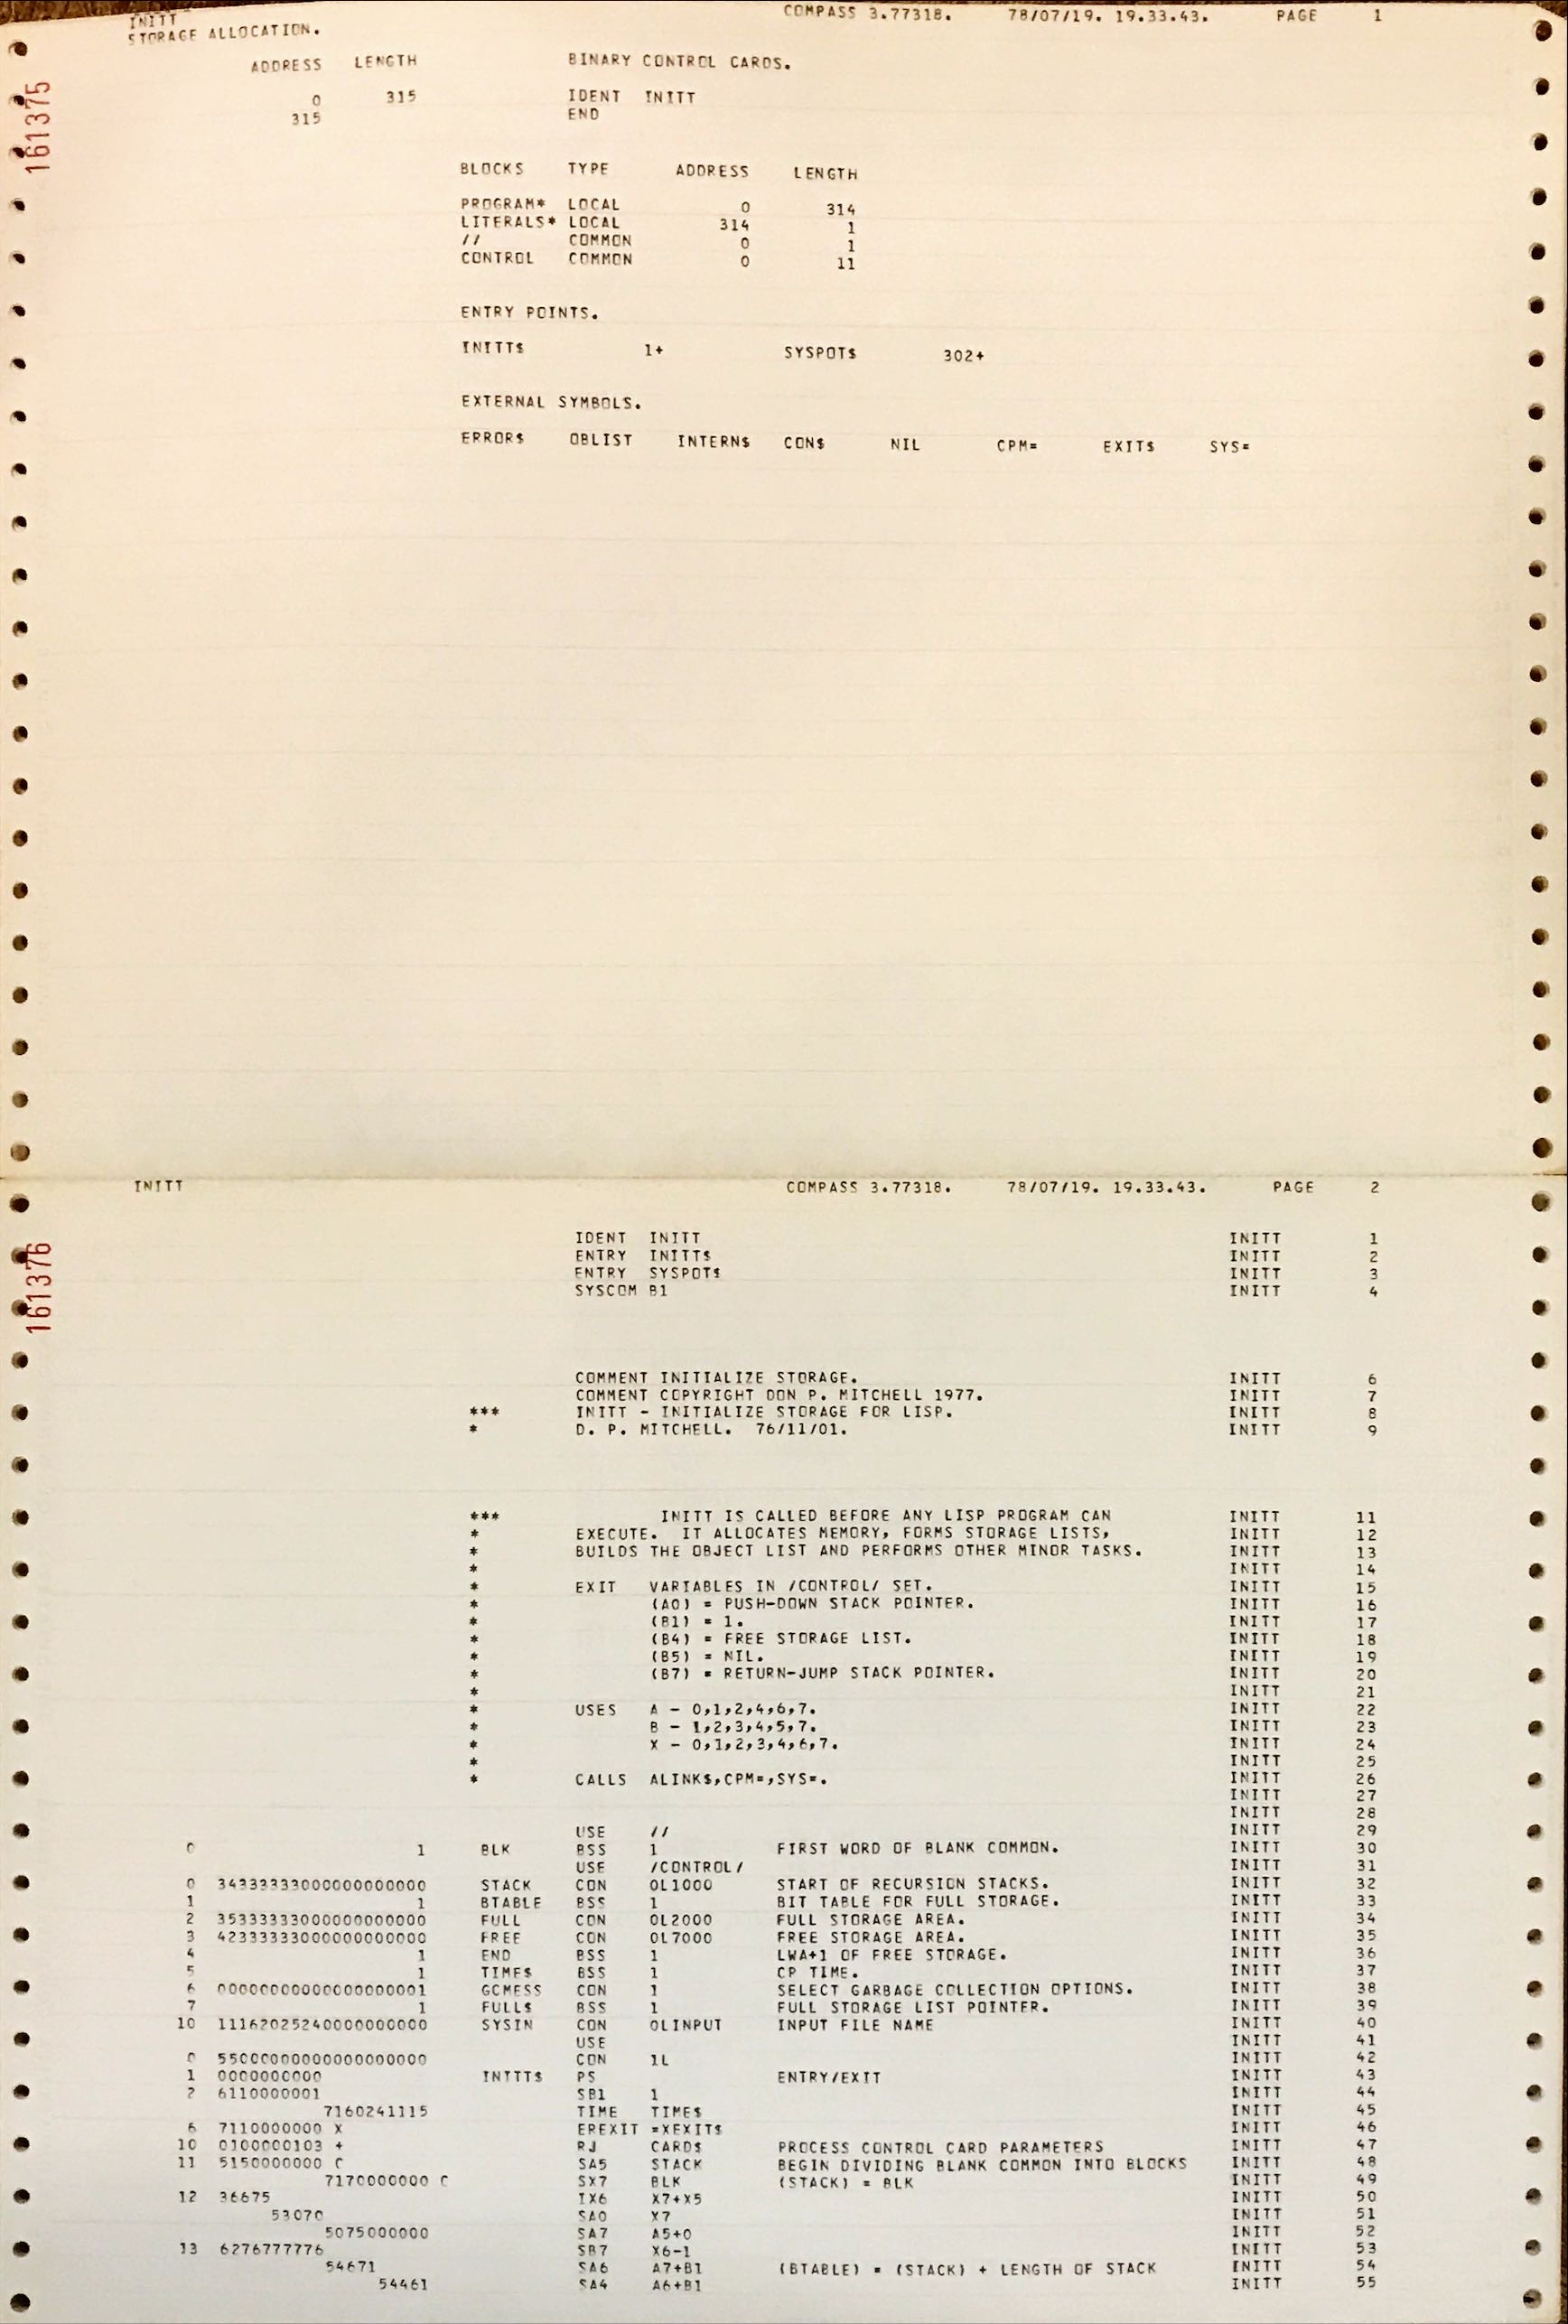 INITT COMPASS 3.77318. 78/07/19. 19.33.43. PAGE 1
STORAGE ALLOCATION.
ADDRESS LENGTH BINARY CONTROL CARDS.
0 315 IDENT INITT
315 END
161375
BLOCKS TYPE ADDRESS LENGTH
PROGRAM* LOCAL 0 314
LITERALS* LOCAL 314 1
// COMMON 0 1
CONTROL COMMON 0 11
ENTRY POINTS.
INITT$ 1+ SYSPOT$ 302+
EXTERNAL SYMBOLS.
ERROR$ OBLIST INTERN$ CON$ NIL CPM= EXIT$ SYS=
INITT COMPASS 3.77318. 78/07/19. 19.33.43. PAGE 2
161376
IDENT INITT INITT 1
ENTRY INITT$ INITT 2
ENTRY SYSPOT$ INITT 3
SYSCOM B1 INITT 4
COMMENT INITIALIZE STORAGE. INITT 6
COMMENT COPYRIGHT DON P. MITCHELL 1977. INITT 7
*** INITT - INITIALIZE STORAGE FOR LISP. INITT 8
* D. P. MITCHELL. 76/11/01. INITT 9
*** INITT IS CALLED BEFORE ANY LISP PROGRAM CAN INITT 11
* EXECUTE. IT ALLOCATES MEMORY, FORMS STORAGE LISTS, INITT 12
* BUILDS THE OBJECT LIST AND PERFORMS OTHER MINOR TASKS. INITT 13
* INITT 14
* EXIT VARIABLES IN /CONTROL/ SET. INITT 15
* (A0) = PUSH-DOWN STACK POINTER. INITT 16
* (B1) = 1. INITT 17
* (B4) = FREE STORAGE LIST. INITT 18
* (B5) = NIL. INITT 19
* (B7) = RETURN-JUMP STACK POINTER. INITT 20
* INITT 21
* USES A - 0,1,2,4,6,7. INITT 22
* B - 1,2,3,4,5,7. INITT 23
* X - 0,1,2,3,4,6,7. INITT 24
* INITT 25
* CALLS ALINK$,CPM=,SYS=. INITT 26
INITT 27
INITT 28
USE // INITT 29
0 1 BLK BSS 1 FIRST WORD OF BLANK COMMON. INITT 30
USE /CONTROL/ INITT 31
0 34333333000000000000 STACK CON 0L1000 START OF RECURSION STACKS. INITT 32
1 1 BTABLE BSS 1 BIT TABLE FOR FULL STORAGE. INITT 33
2 35333333000000000000 FULL CON 0L2000 FULL STORAGE AREA. INITT 34
3 42333333000000000000 FREE CON 0L7000 FREE STORAGE AREA. INITT 35
4 1 END BSS 1 LWA+1 OF FREE STORAGE. INITT 36
5 1 TIME$ BSS 1 CP TIME. INITT 37
6 00000000000000000001 GCMESS CON 1 SELECT GARBAGE COLLECTION OPTIONS. INITT 38
7 1 FULL$ BSS 1 FULL STORAGE LIST POINTER. INITT 39
10 11162025240000000000 SYSIN CON 0LINPUT INPUT FILE NAME INITT 40
USE INITT 41
0 55000000000000000000 CON 1L INITT 42
1 0000000000 INITT$ PS ENTRY/EXIT INITT 43
2 6110000001 SB1 1 INITT 44
7160241115 TIME TIME$ INITT 45
6 7110000000 X EREXIT =XEXIT$ INITT 46
10 0100000103 + RJ CARD$ PROCESS CONTROL CARD PARAMETERS INITT 47
11 5150000000 C SA5 STACK BEGIN DIVIDING BLANK COMMON INTO BLOCKS INITT 48
7170000000 C SX7 BLK (STACK) = BLK INITT 49
12 36675 IX6 X7+X5 INITT 50
53070 SA0 X7 INITT 51
5075000000 SA7 A5+0 INITT 52
13 6276777776 SB7 X6-1 INITT 53
54671 SA6 A7+B1 (BTABLE) = (STACK) + LENGTH OF STACK INITT 54
54461 SA4 A6+B1 INITT 55